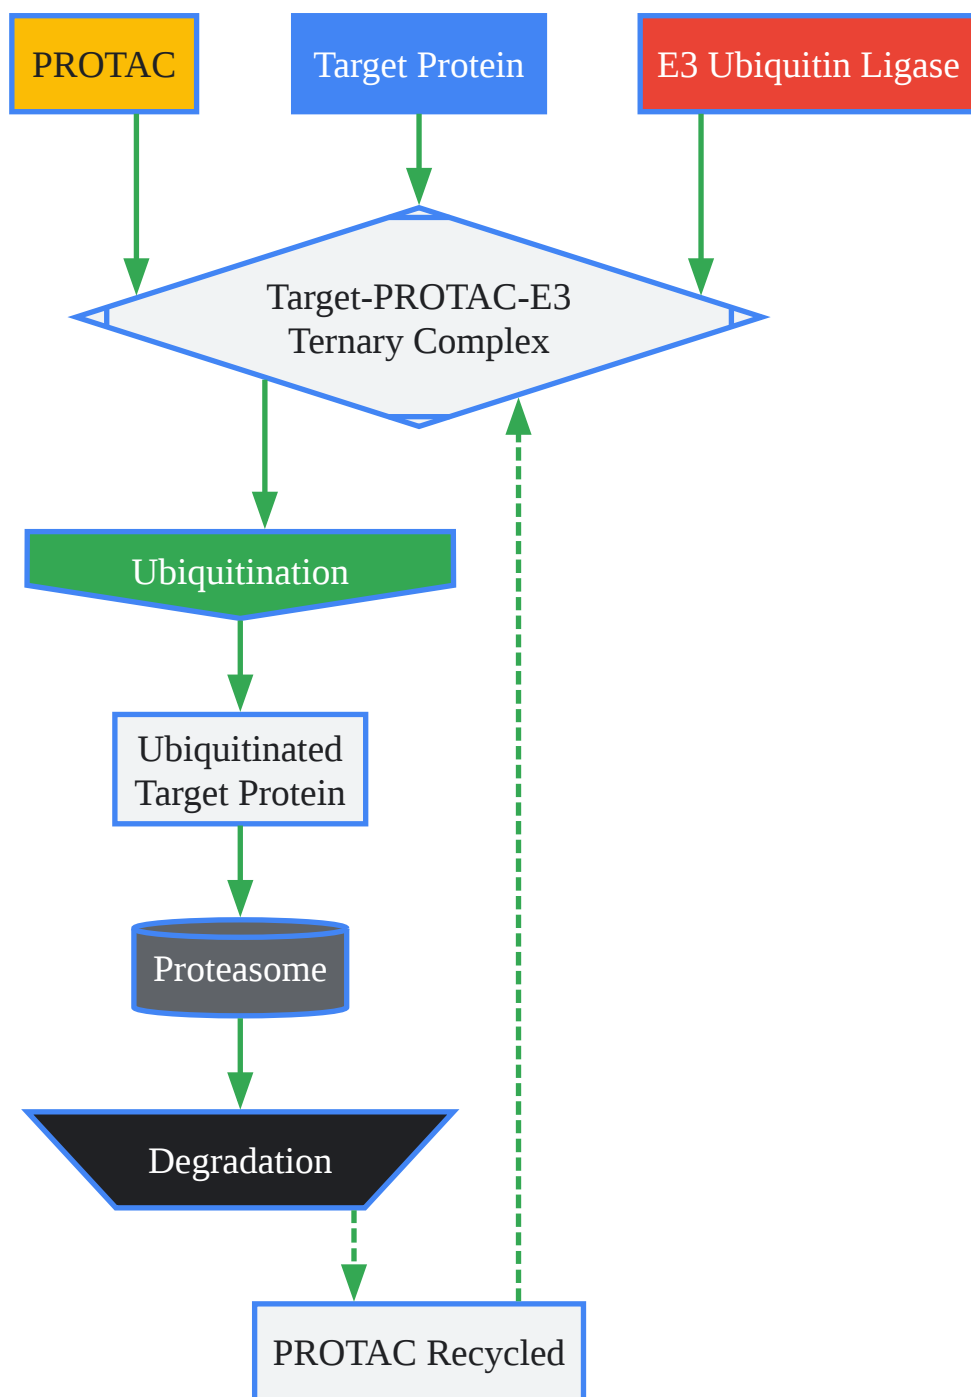 PROTAC
Target Protein
E3 Ubiquitin Ligase
Target-PROTAC-E3
Ternary Complex
Ubiquitination
Ubiquitinated
Target Protein
Proteasome
Degradation
PROTAC Recycled